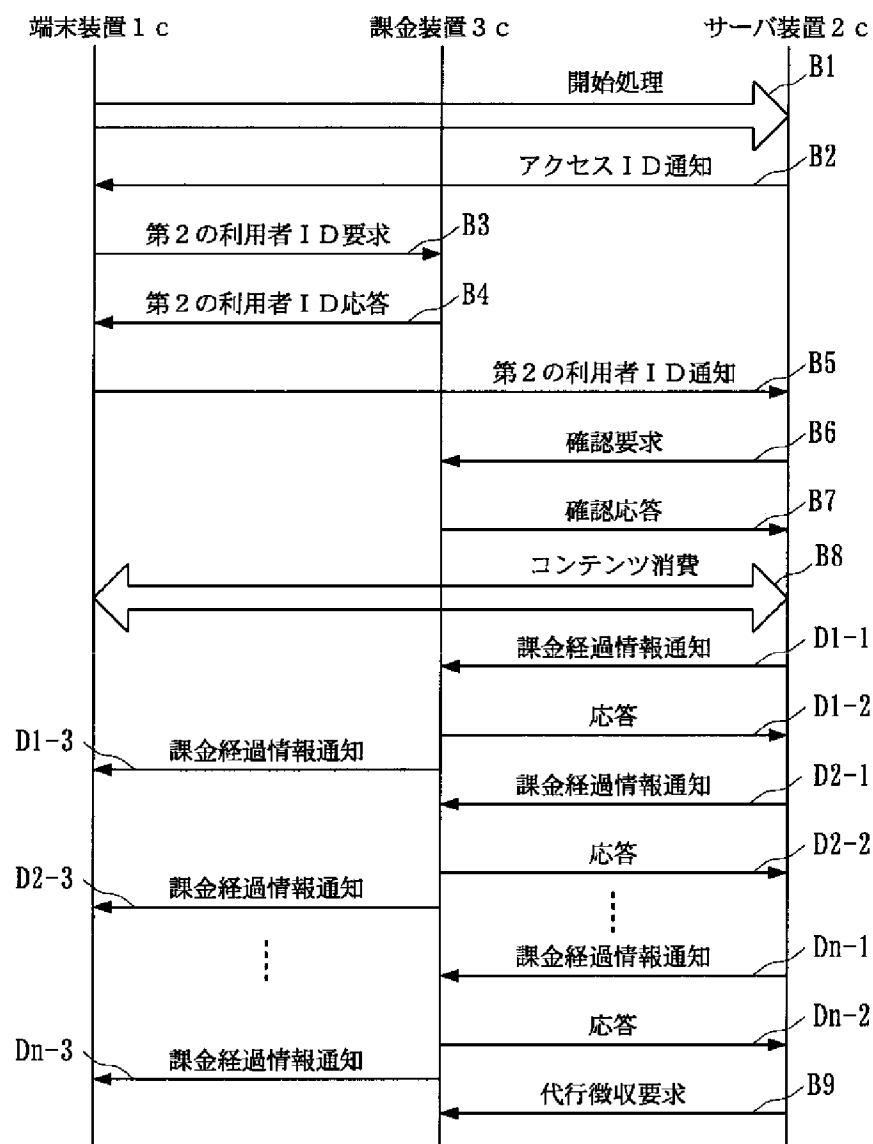 端末装置1c 課金装置3c サーバ装置2c
開始処理 B1
アクセスID通知 B2
第2の利用者ID要求 B3
第2の利用者ID応答 B4
第2の利用者ID通知 B5
確認要求 B6
確認応答 B7
コンテンツ消費 B8
課金経過情報通知 D1-1
応答 D1-2
D1-3 課金経過情報通知
課金経過情報通知 D2-1
応答 D2-2
D2-3 課金経過情報通知
課金経過情報通知 Dn-1
応答 Dn-2
Dn-3 課金経過情報通知
代行徴収要求 B9